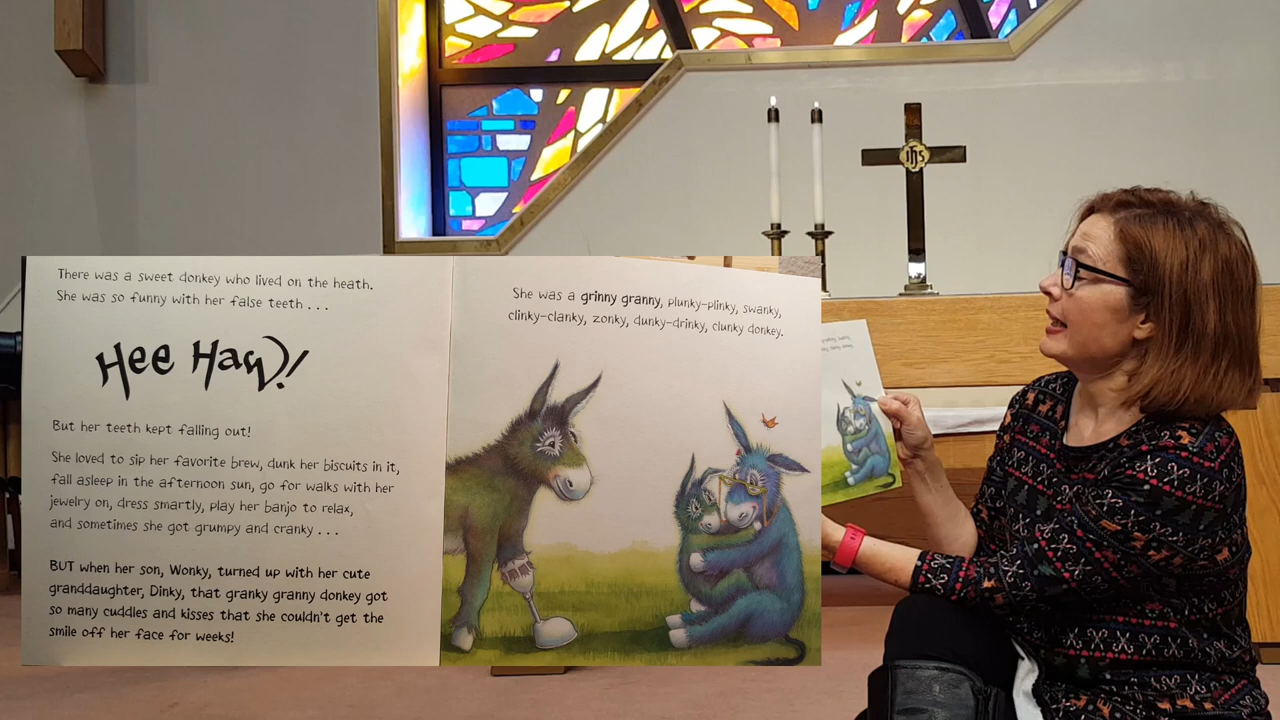 There was a sweet donkey who lived on the heath.
She was so funny with her false teeth . . .
Hee Haw!
But her teeth kept falling out!
She loved to sip her favorite brew, dunk her biscuits in it,
fall asleep in the afternoon sun, go for walks with her
jewelry on, dress smartly, play her banjo to relax,
and sometimes she got grumpy and cranky . . .
BUT when her son, Wonky, turned up with her cute
granddaughter, Dinky, that granky granny donkey got
so many cuddles and kisses that she couldn't get the
smile off her face for weeks!
She was a grinny granny, plunky-plinky, swanky,
clinky-clanky, zonky, dunky-drinky, clunky donkey.
ihs